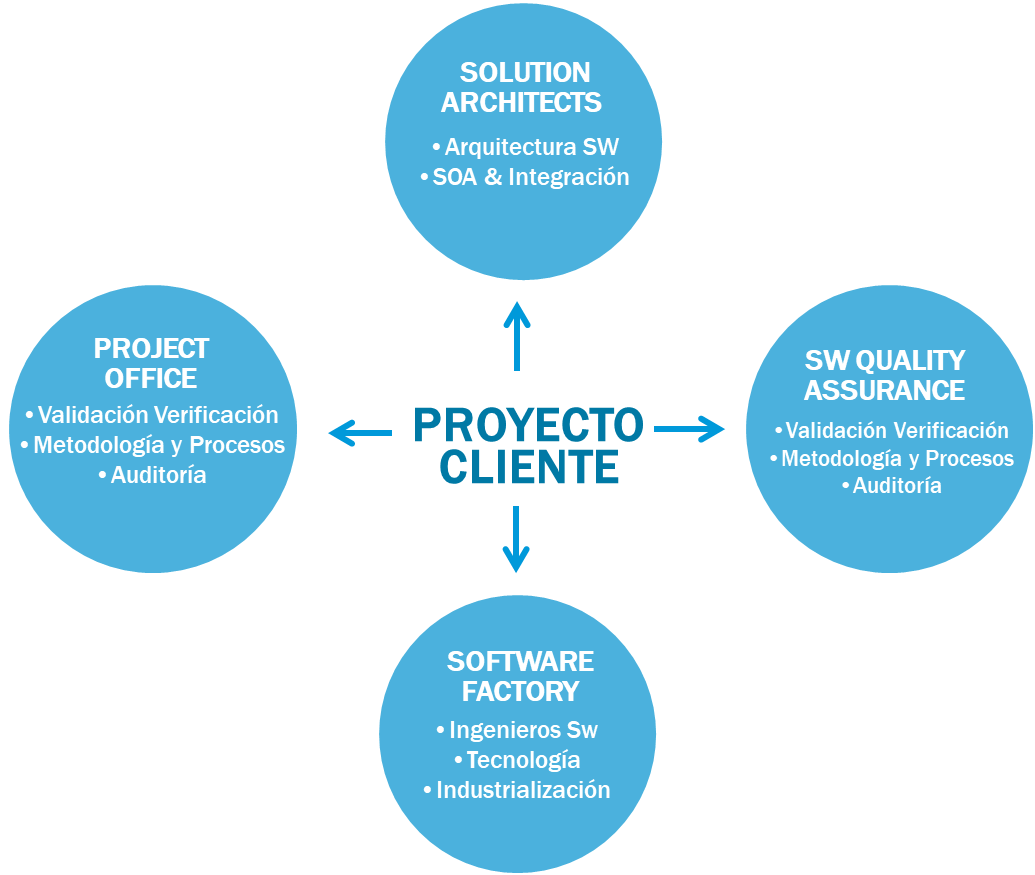 SOLUTION
ARCHITECTS
• Arquitectura SW
• SOA & Integración
PROJECT
OFFICE
• Validación Verificación
• Metodología y Procesos
• Auditoría
PROYECTO
CLIENTE
SW QUALITY
ASSURANCE
• Validación Verificación
• Metodología y Procesos
• Auditoría
SOFTWARE
FACTORY
• Ingenieros Sw
• Tecnología
• Industrialización